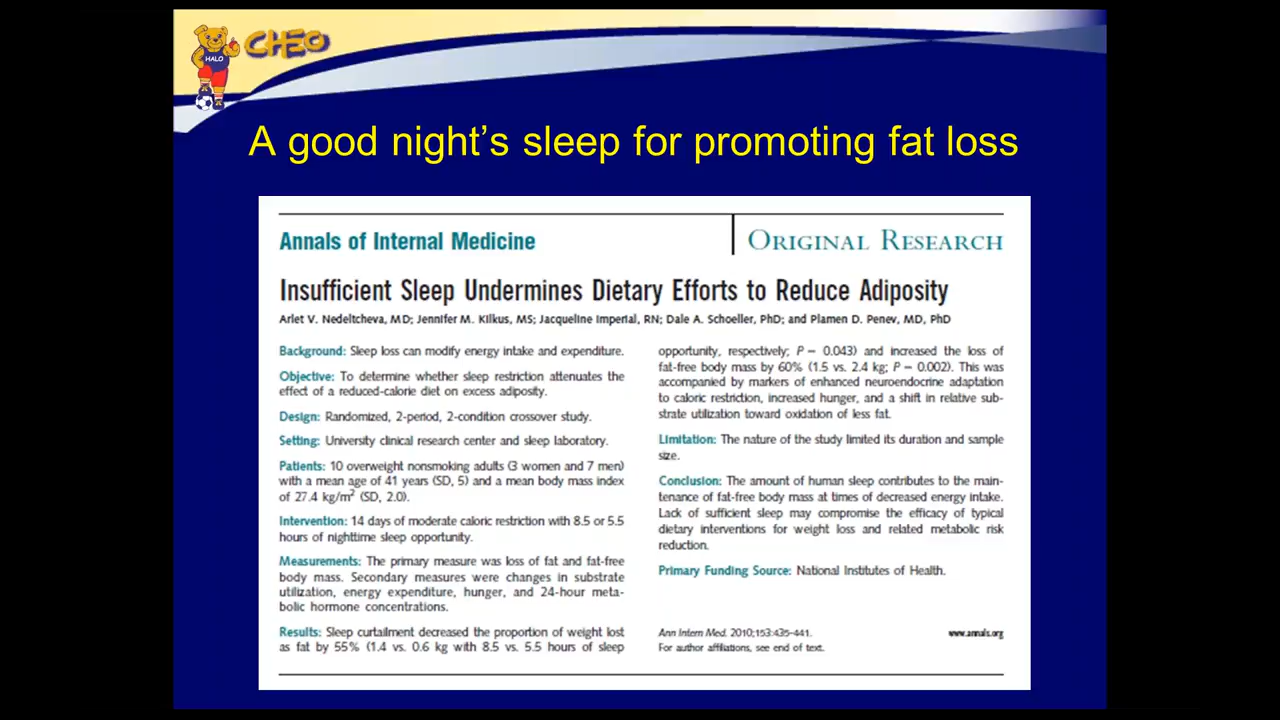 HALO
CHEO
A good night's sleep for promoting fat loss
Annals of Internal Medicine
ORIGINAL RESEARCH
Insufficient Sleep Undermines Dietary Efforts to Reduce Adiposity
Arlet V. Nedeltcheva, MD; Jennifer M. Kilkus, MS; Jacqueline Imperial, RN; Dale A. Schoeller, PhD; and Plamen D. Penev, MD, PhD
Background: Sleep loss can modify energy intake and expenditure.
Objective: To determine whether sleep restriction attenuates the
effect of a reduced-calorie diet on excess adiposity.
Design: Randomized, 2-period, 2-condition crossover study.
Setting: University clinical research center and sleep laboratory.
Patients: 10 overweight nonsmoking adults (3 women and 7 men)
with a mean age of 41 years (SD, 5) and a mean body mass index
of 27.4 kg/m² (SD, 2.0).
Intervention: 14 days of moderate caloric restriction with 8.5 or 5.5
hours of nighttime sleep opportunity.
Measurements: The primary measure was loss of fat and fat-free
body mass. Secondary measures were changes in substrate
utilization, energy expenditure, hunger, and 24-hour meta-
bolic hormone concentrations.
Results: Sleep curtailment decreased the proportion of weight lost
as fat by 55% (1.4 vs. 0.6 kg with 8.5 vs. 5.5 hours of sleep
opportunity, respectively; P = 0.043) and increased the loss of
fat-free body mass by 60% (1.5 vs. 2.4 kg; P = 0.002). This was
accompanied by markers of enhanced neuroendocrine adaptation
to caloric restriction, increased hunger, and a shift in relative sub-
strate utilization toward oxidation of less fat.
Limitation: The nature of the study limited its duration and sample
size.
Conclusion: The amount of human sleep contributes to the main-
tenance of fat-free body mass at times of decreased energy intake.
Lack of sufficient sleep may compromise the efficacy of typical
dietary interventions for weight loss and related metabolic risk
reduction.
Primary Funding Source: National Institutes of Health.
Ann Intern Med. 2010;153:435-441.
www.annals.org
For author affiliations, see end of text.